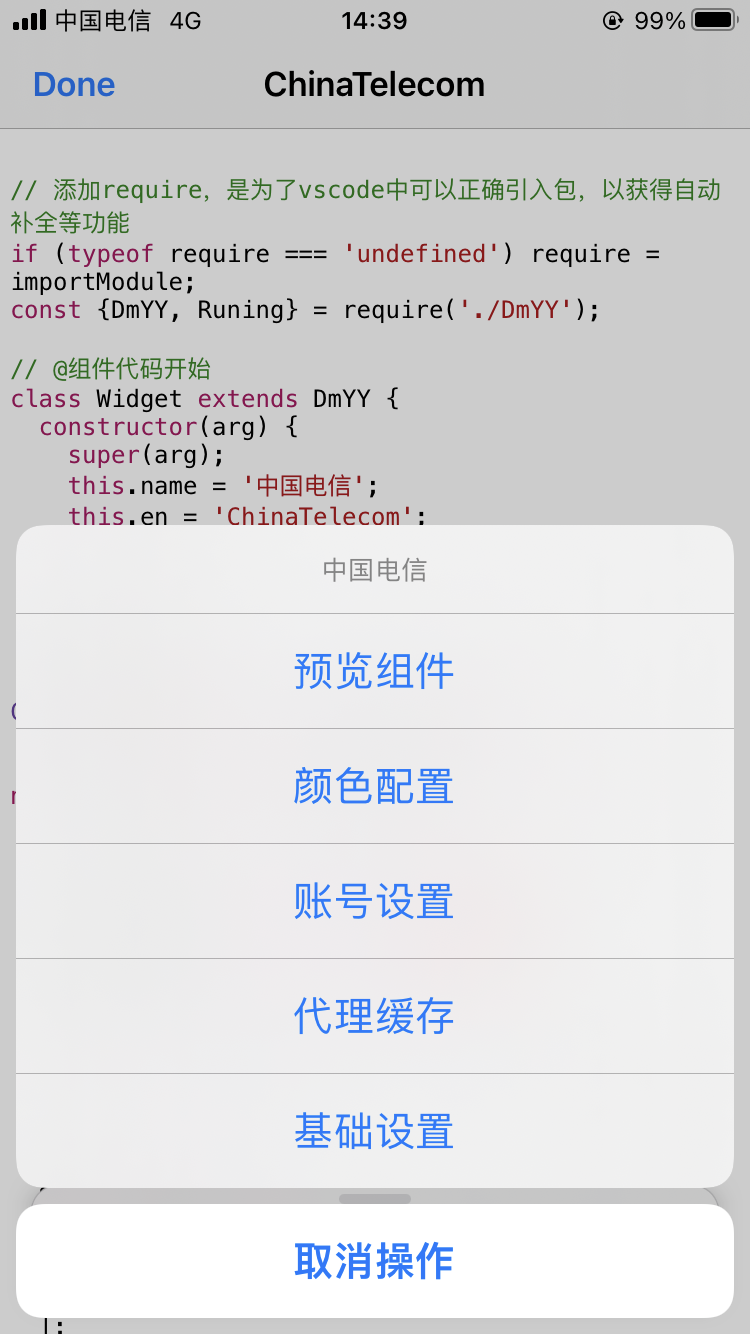 中国电信 4G 14:39 99%
Done ChinaTelecom
// 添加require，是为了vscode中可以正确引入包，以获得自动
补全等功能
if (typeof require === 'undefined') require =
importModule;
const {DmYY, Runing} = require('./DmYY');
// @组件代码开始
class Widget extends DmYY {
constructor(arg) {
super(arg);
this.name = '中国电信';
this.en = 'ChinaTelecom';
中国电信
预览组件
颜色配置
账号设置
代理缓存
基础设置
取消操作
];